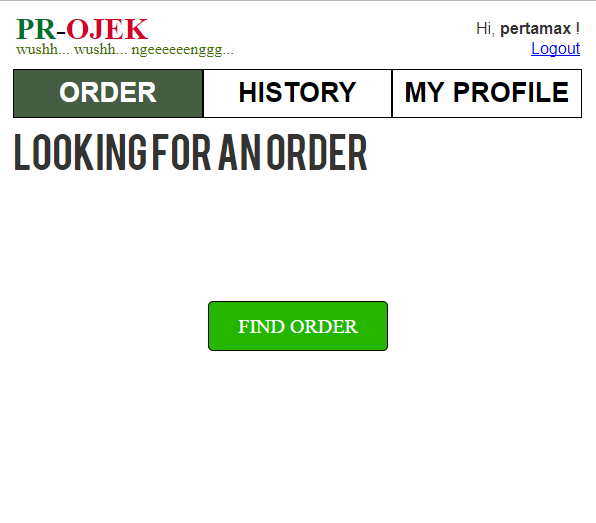 PR-OJEK
wushh... wushh... ngeeeeeenggg...
Hi, pertamax !
Logout
ORDER HISTORY MY PROFILE
LOOKING FOR AN ORDER
FIND ORDER